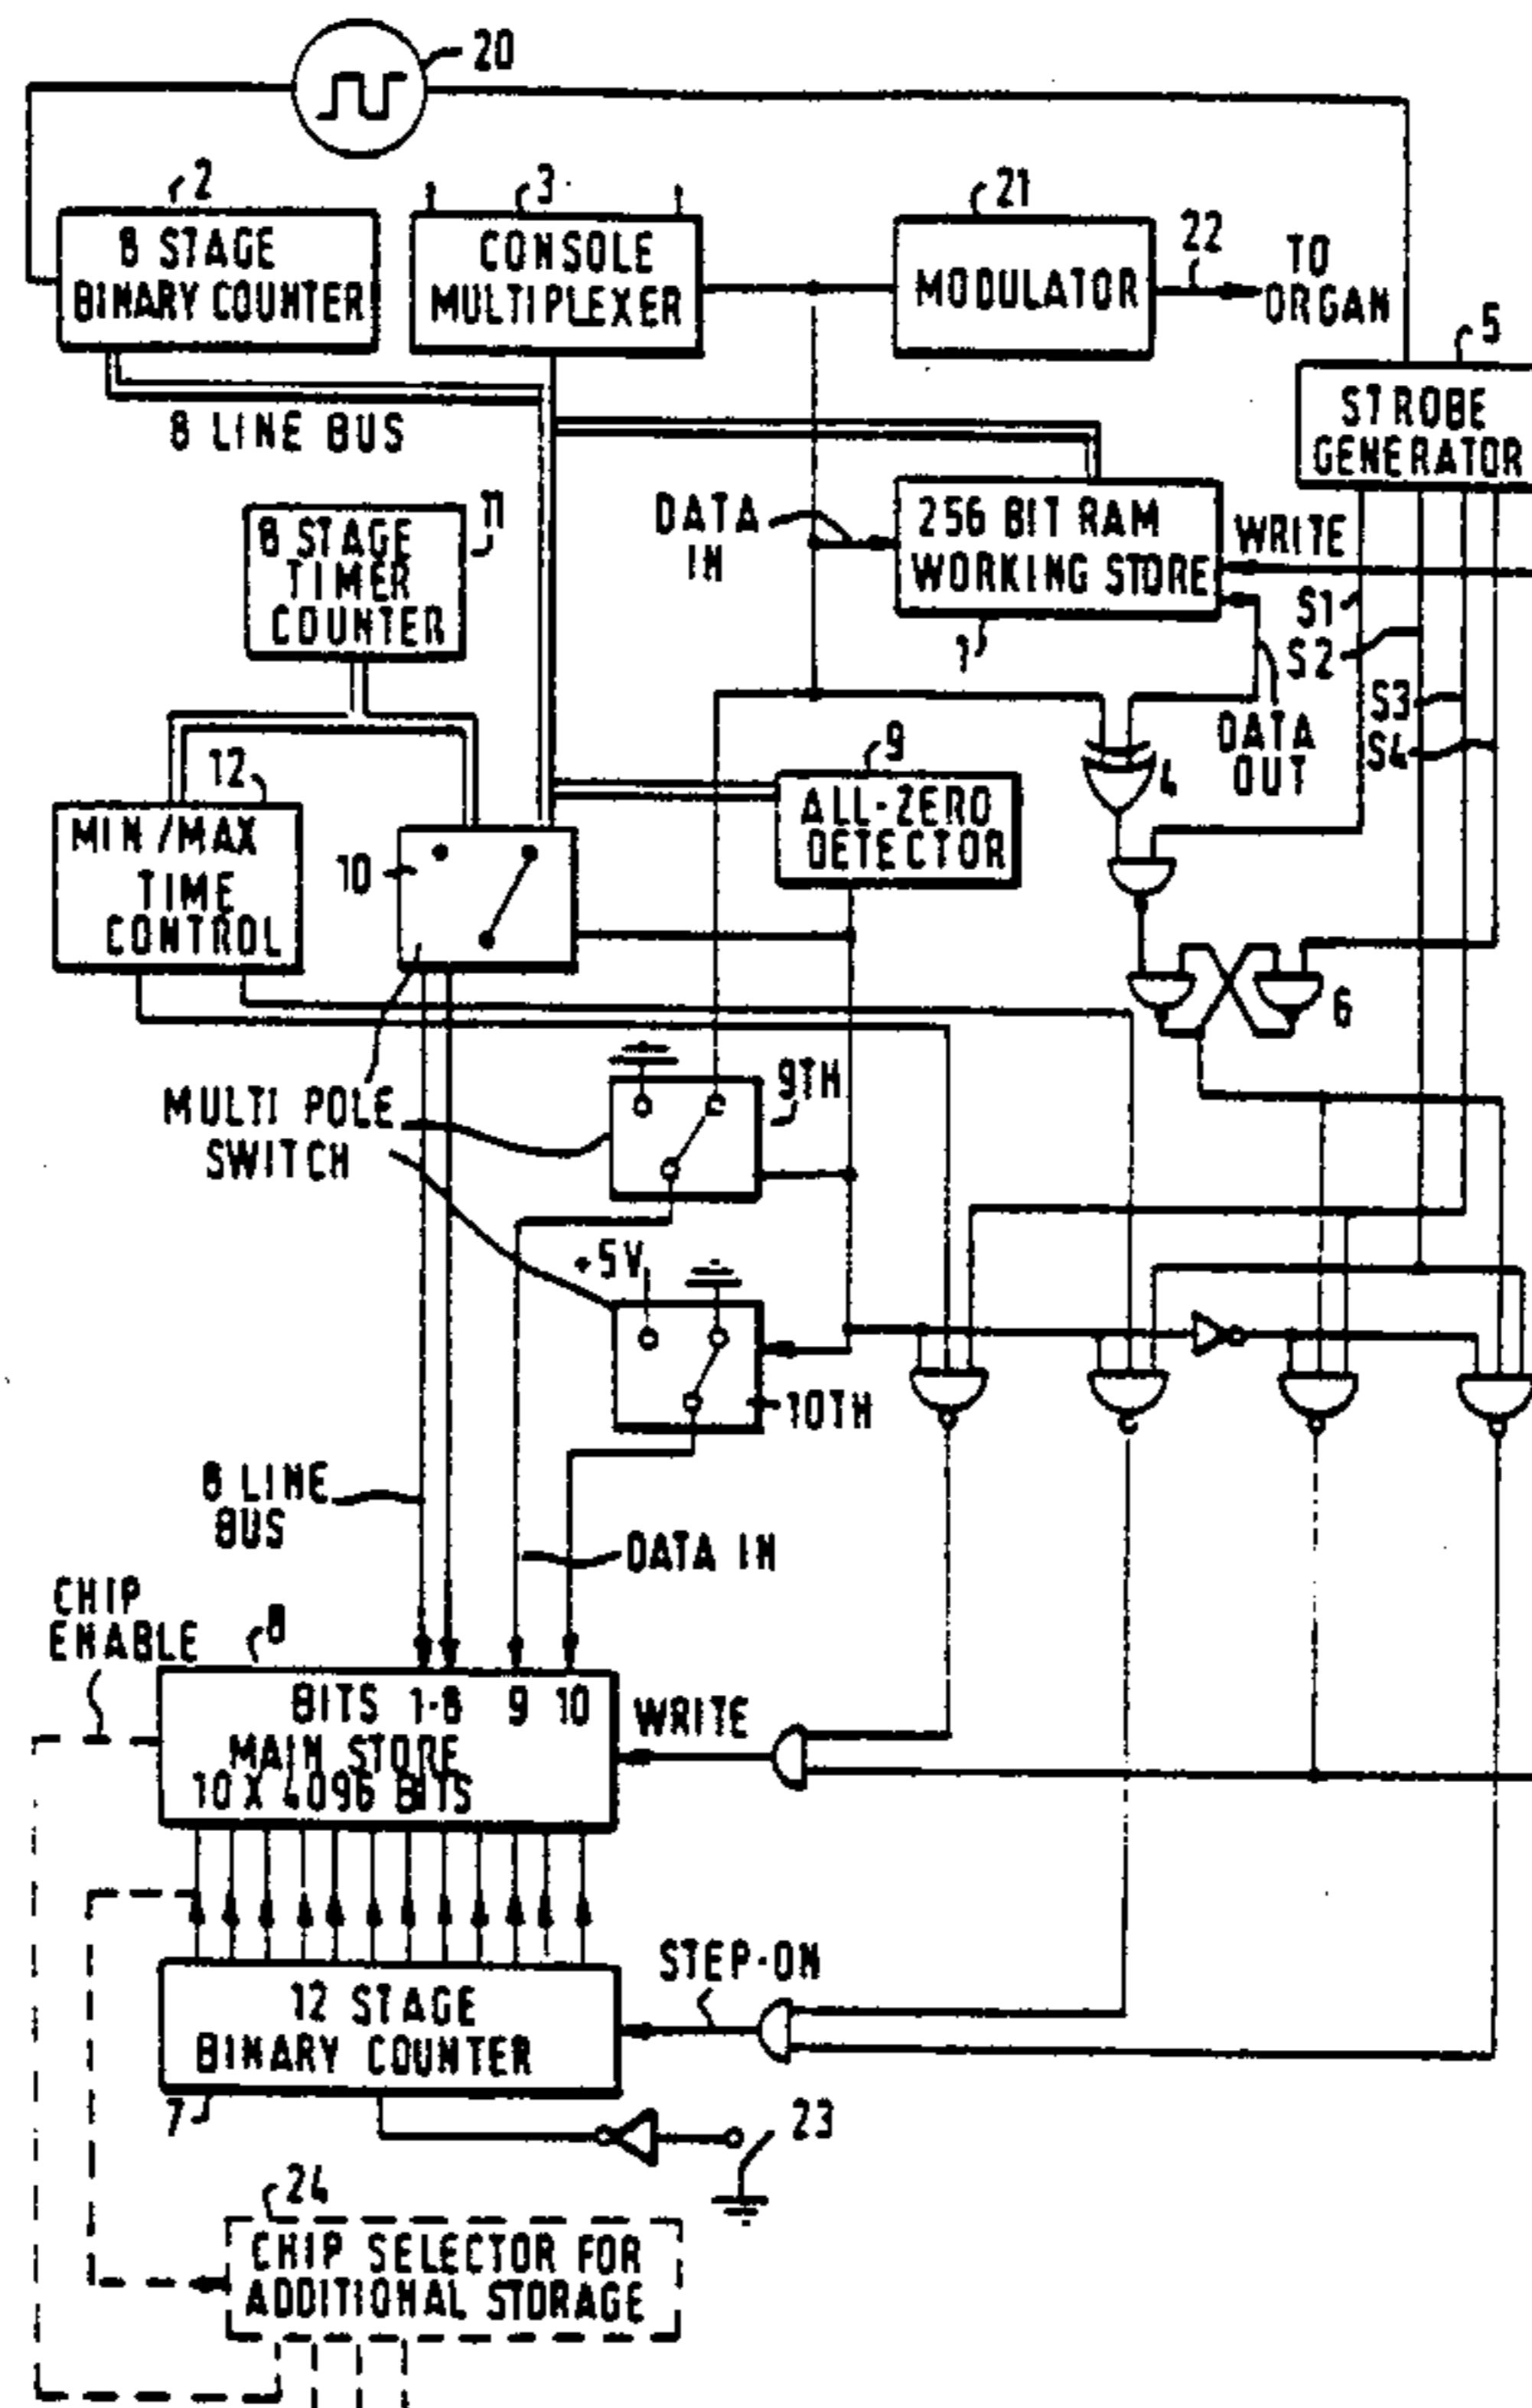 20
2
8 STAGE
BINARY COUNTER
3
CONSOLE
MULTIPLEXER
21
MODULATOR
22
TO
ORGAN
5
STROBE
GENERATOR
8 LINE BUS
11
8 STAGE
TIMER
COUNTER
DATA
IN
256 BIT RAM
WORKING STORE
1
WRITE
S1
S2
S3
S4
DATA
OUT
4
12
MIN/MAX
TIME
CONTROL
10
9
ALL-ZERO
DETECTOR
6
MULTI POLE
SWITCH
9TH
+5V
10TH
8 LINE
BUS
DATA IN
CHIP
ENABLE
8
BITS 1-8 9 10
MAIN STORE
10 X 4096 BITS
WRITE
STEP-ON
12 STAGE
BINARY COUNTER
7
23
24
CHIP SELECTOR FOR
ADDITIONAL STORAGE